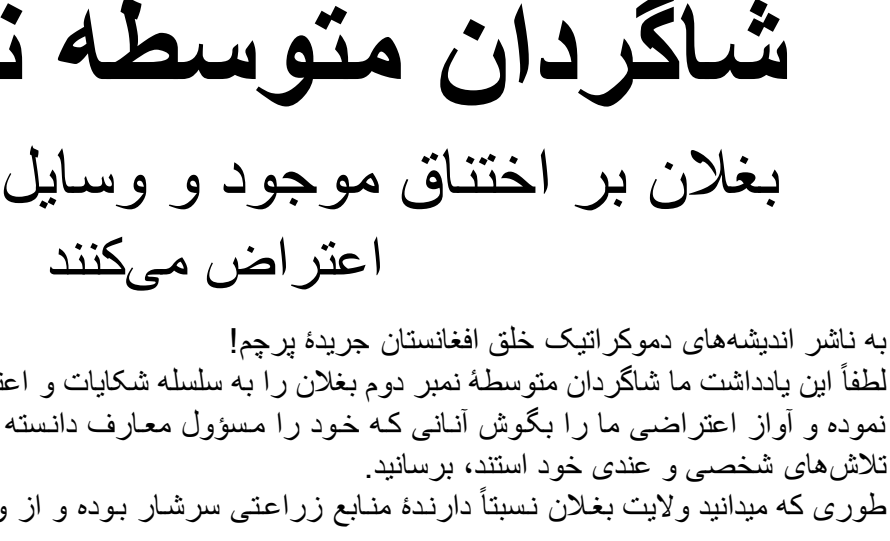 شاگردان متوسطه
بغلان بر اختناق موجود و وسایل
اعتراض می‌کنند
به ناشر اندیشه‌های دموکراتیک خلق افغانستان جریدۀ پرچم!
لطفاً این یادداشت ما شاگردان متوسطۀ نمبر دوم بغلان را به سلسله شکایات و
نموده و آواز اعتراضی ما را بگوش آنانی که خود را مسؤول معارف دانسته
تلاش‌های شخصی و عندی خود استند، برسانید.
طوری که میدانید ولایت بغلان نسبتاً دارندۀ منابع زراعتی سرشار بوده و از